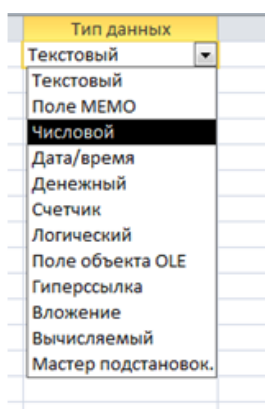 Тип данных
Текстовый
Текстовый
Поле МЕМО
Числовой
Дата/время
Денежный
Счетчик
Логический
Поле объекта OLE
Гиперссылка
Вложение
Вычисляемый
Мастер подстановок.